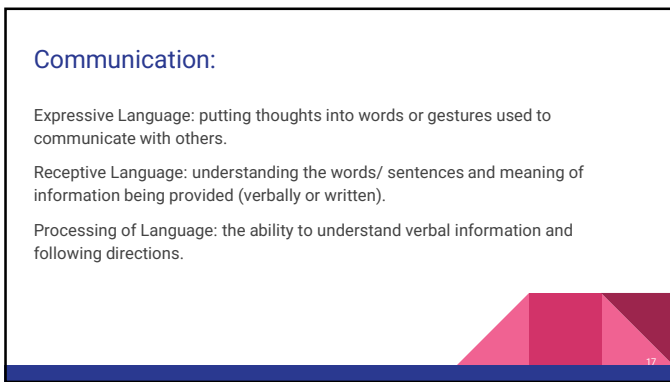 Communication:
Expressive Language: putting thoughts into words or gestures used to
communicate with others.
Receptive Language: understanding the words/ sentences and meaning of
information being provided (verbally or written).
Processing of Language: the ability to understand verbal information and
following directions.
17